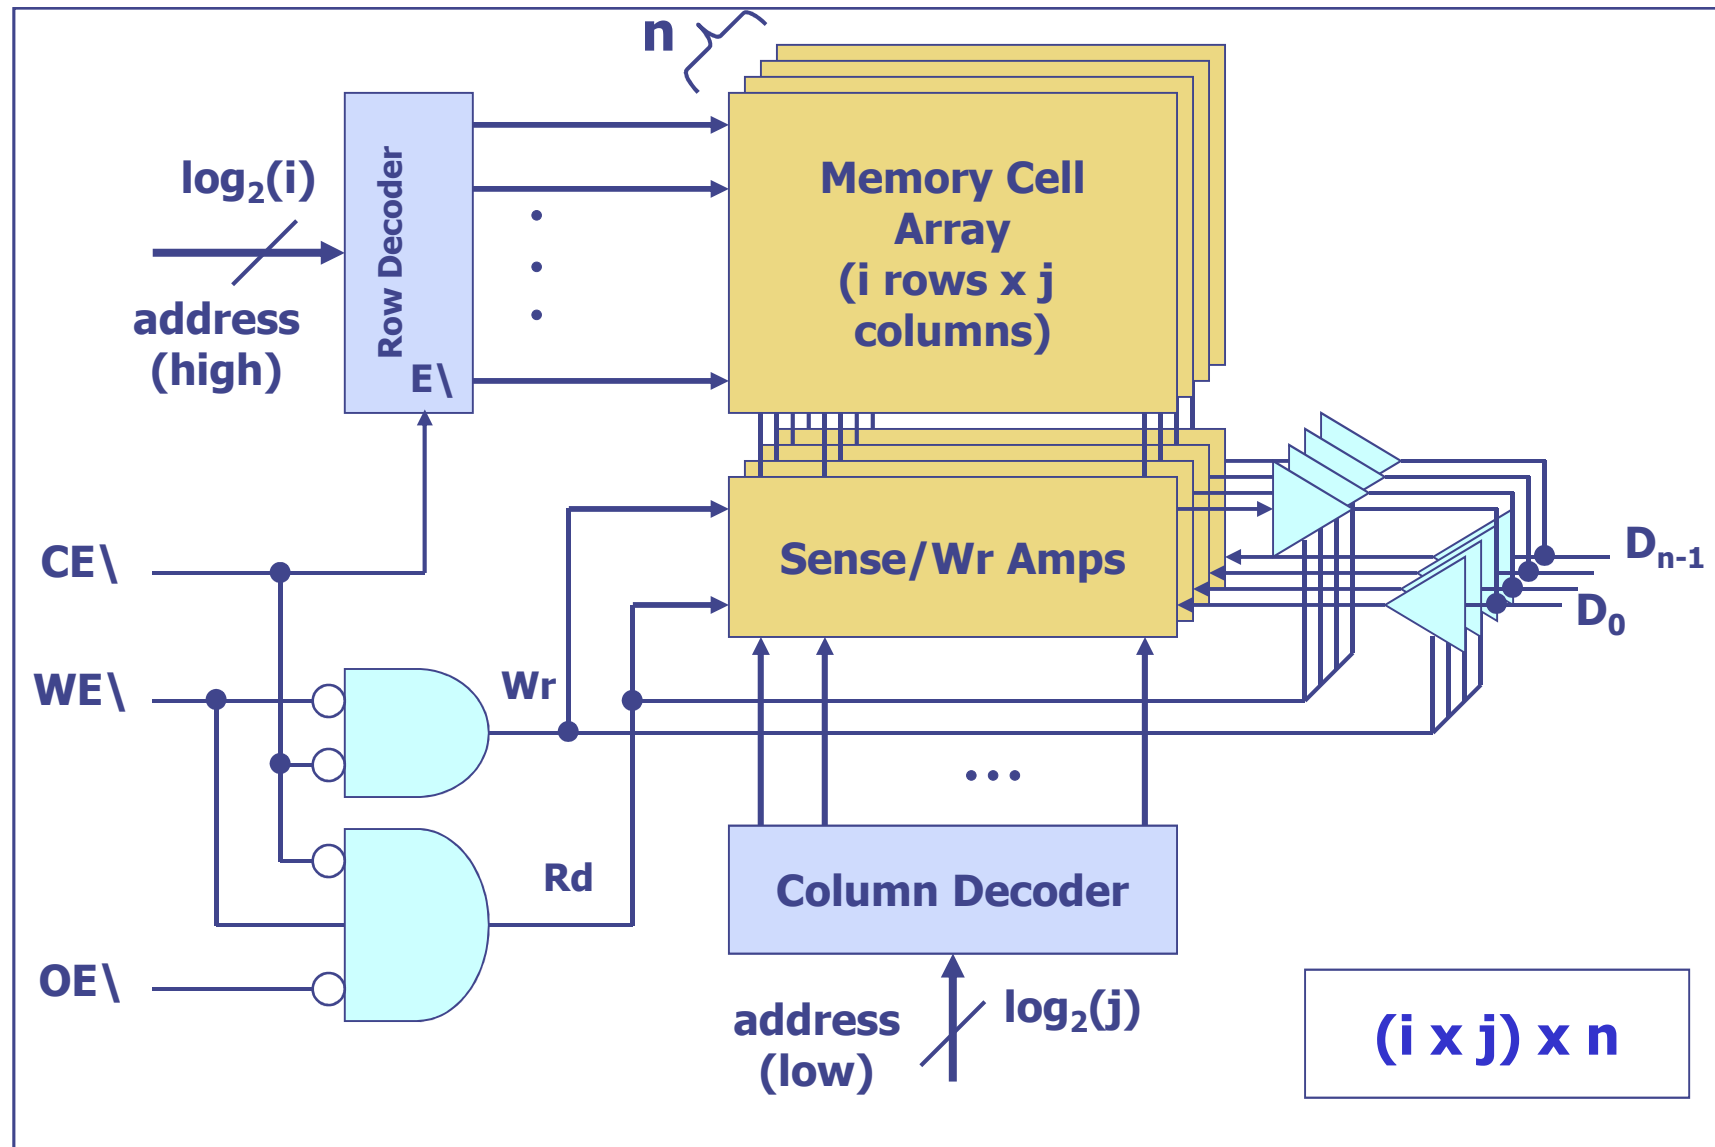 n
log₂(i)
address
(high)
Row Decoder
E\
Memory Cell
Array
(i rows x j
columns)
Sense/Wr Amps
Dₙ₋₁
D₀
CE\
WE\
OE\
Wr
Rd
...
Column Decoder
address
(low)
log₂(j)
(i x j) x n